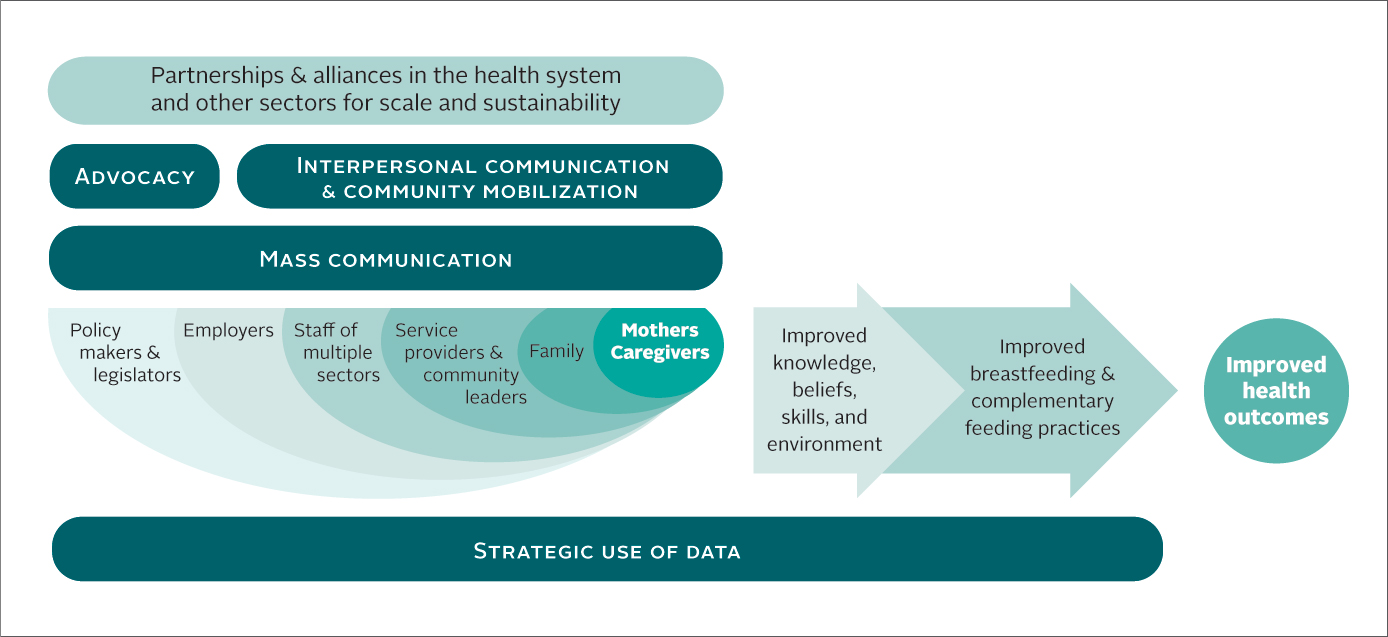 Partnerships & alliances in the health system
and other sectors for scale and sustainability
ADVOCACY
INTERPERSONAL COMMUNICATION
& COMMUNITY MOBILIZATION
MASS COMMUNICATION
Policy
makers &
legislators
Employers
Staff of
multiple
sectors
Service
providers &
community
leaders
Family
Mothers
Caregivers
Improved
knowledge,
beliefs,
skills, and
environment
Improved
breastfeeding &
complementary
feeding practices
Improved
health
outcomes
STRATEGIC USE OF DATA